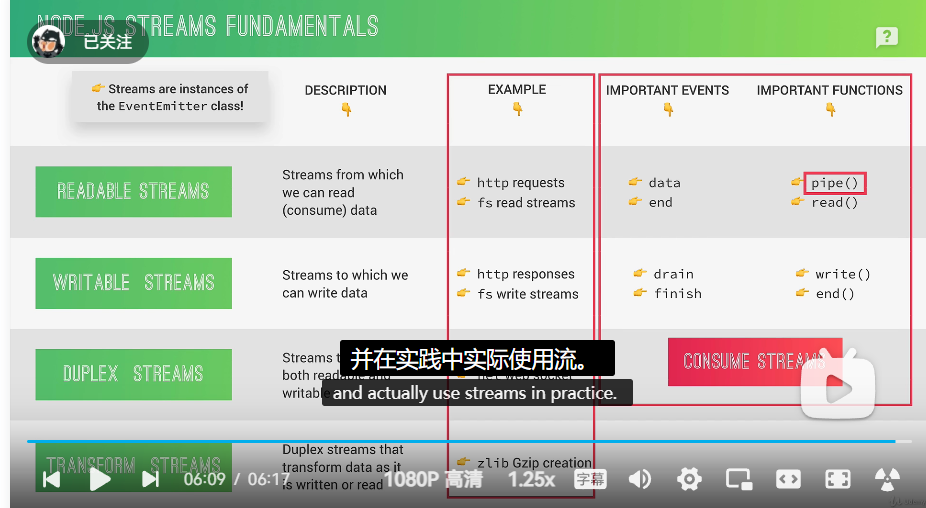 NODE.JS STREAMS FUNDAMENTALS
已关注
?
👉 Streams are instances of
the EventEmitter class!
DESCRIPTION
EXAMPLE
IMPORTANT EVENTS
IMPORTANT FUNCTIONS
READABLE STREAMS
Streams from which
we can read
(consume) data
👉 http requests
👉 fs read streams
👉 data
👉 end
👉 pipe()
👉 read()
WRITABLE STREAMS
Streams to which we
can write data
👉 http responses
👉 fs write streams
👉 drain
👉 finish
👉 write()
👉 end()
DUPLEX STREAMS
Streams
both readable and
writable
web socket
CONSUME STREAMS
并在实践中实际使用流。
and actually use streams in practice.
TRANSFORM STREAMS
Duplex streams that
transform data as it
is written or read
👉 zlib Gzip creation
06:09 / 06:17
1080P 高清
1.25x
字幕